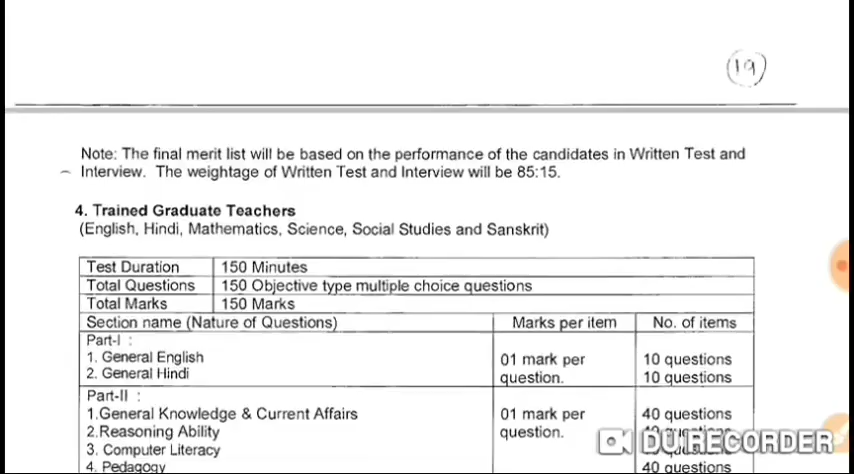 19
Note: The final merit list will be based on the performance of the candidates in Written Test and
Interview. The weightage of Written Test and Interview will be 85:15.
4. Trained Graduate Teachers
(English, Hindi, Mathematics, Science, Social Studies and Sanskrit)
Test Duration 150 Minutes
Total Questions 150 Objective type multiple choice questions
Total Marks 150 Marks
Section name (Nature of Questions) Marks per item No. of items
Part-I :
1. General English 01 mark per 10 questions
2. General Hindi question. 10 questions
Part-II :
1.General Knowledge & Current Affairs 01 mark per 40 questions
2.Reasoning Ability question.
DU RECORDER
3. Computer Literacy
4. Pedagogy 40 questions